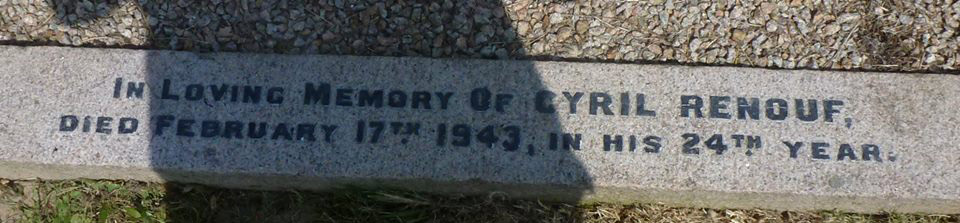 IN LOVING MEMORY OF CYRIL RENOUF,
DIED FEBRUARY 17TH 1943, IN HIS 24TH YEAR.